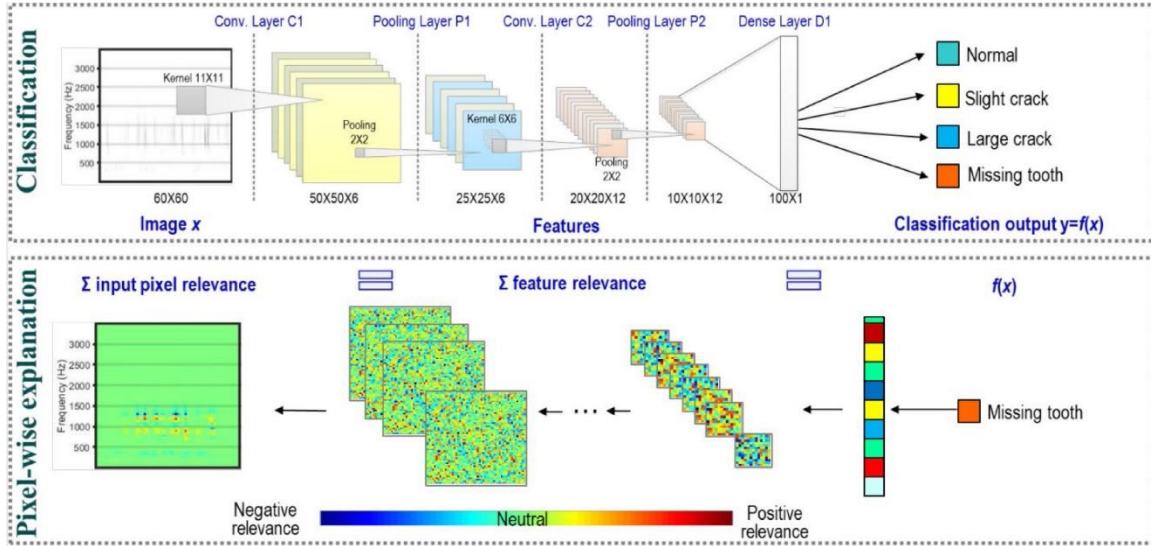 Classification
Conv. Layer C1
Pooling Layer P1
Conv. Layer C2
Pooling Layer P2
Dense Layer D1
Frequency (Hz)
3000
2500
2000
1500
1000
500
Kernel 11X11
Pooling
2X2
Kernel 6X6
Pooling
2X2
Normal
Slight crack
Large crack
Missing tooth
60X60
50X50X6
25X25X6
20X20X12
10X10X12
100X1
Image x
Features
Classification output y=f(x)
Pixel-wise explanation
Σ input pixel relevance
Σ feature relevance
f(x)
Frequency (Hz)
3000
2500
2000
1500
1000
500
...
Missing tooth
Negative
relevance
Neutral
Positive
relevance